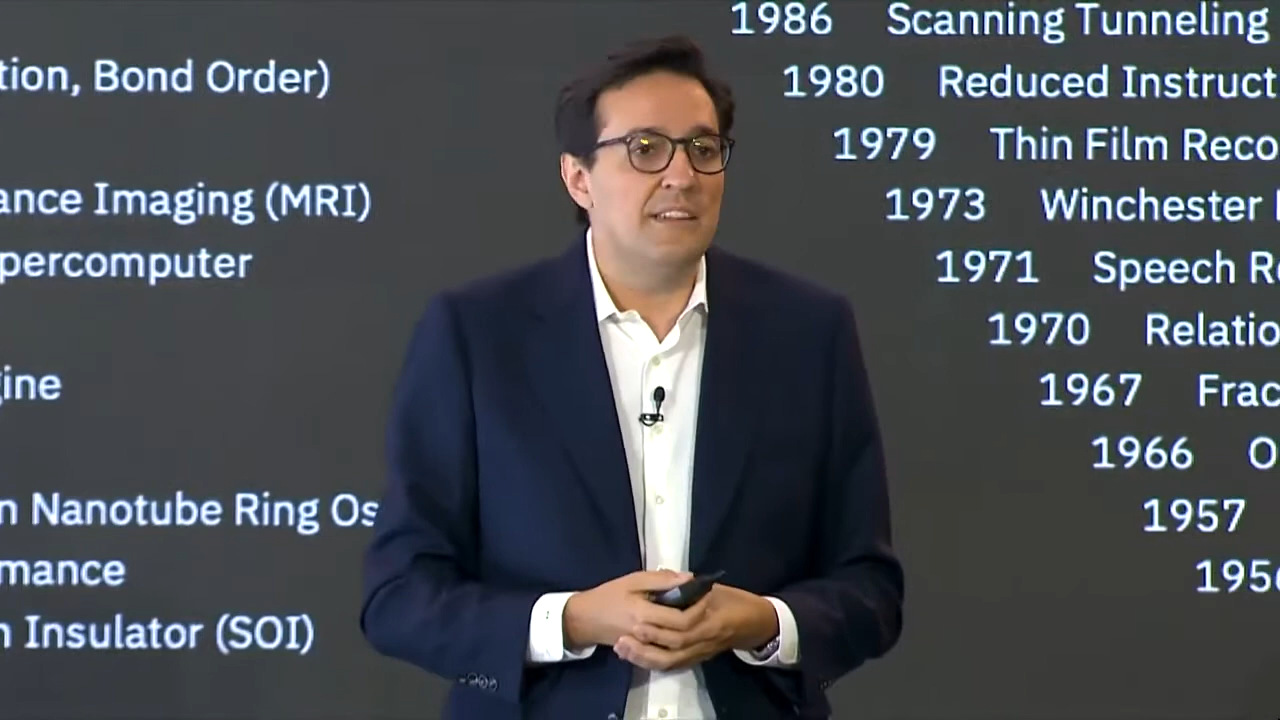 tion, Bond Order)
ance Imaging (MRI)
percomputer
gine
n Nanotube Ring Os
mance
n Insulator (SOI)
1986 Scanning Tunneling
1980 Reduced Instruct
1979 Thin Film Reco
1973 Winchester
1971 Speech Re
1970 Relatio
1967 Frac
1966 O
1957
1956